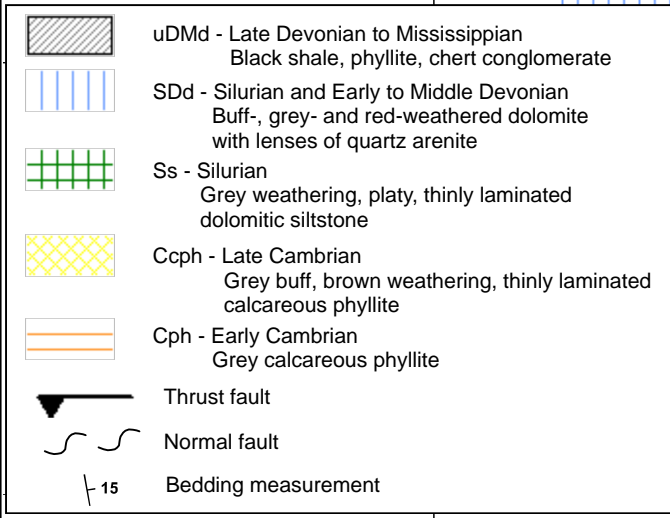 uDMd - Late Devonian to Mississippian
Black shale, phyllite, chert conglomerate
SDd - Silurian and Early to Middle Devonian
Buff-, grey- and red-weathered dolomite
with lenses of quartz arenite
Ss - Silurian
Grey weathering, platy, thinly laminated
dolomitic siltstone
Ccph - Late Cambrian
Grey buff, brown weathering, thinly laminated
calcareous phyllite
Cph - Early Cambrian
Grey calcareous phyllite
Thrust fault
Normal fault
15 Bedding measurement